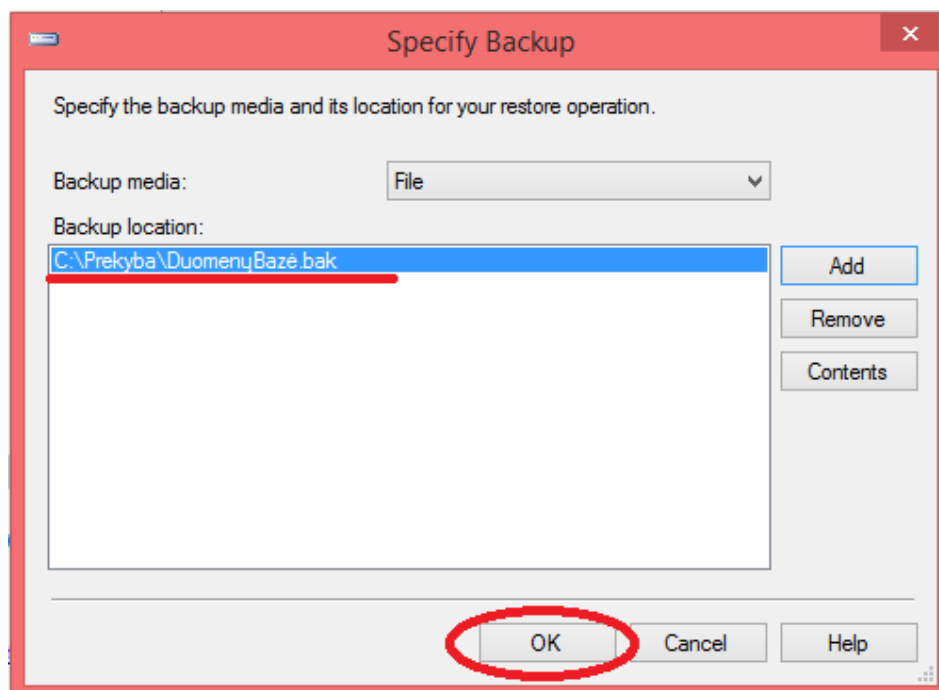 Specify Backup
Specify the backup media and its location for your restore operation.
Backup media:
File
Backup location:
C:\Prekyba\DuomenųBazė.bak
Add
Remove
Contents
OK
Cancel
Help